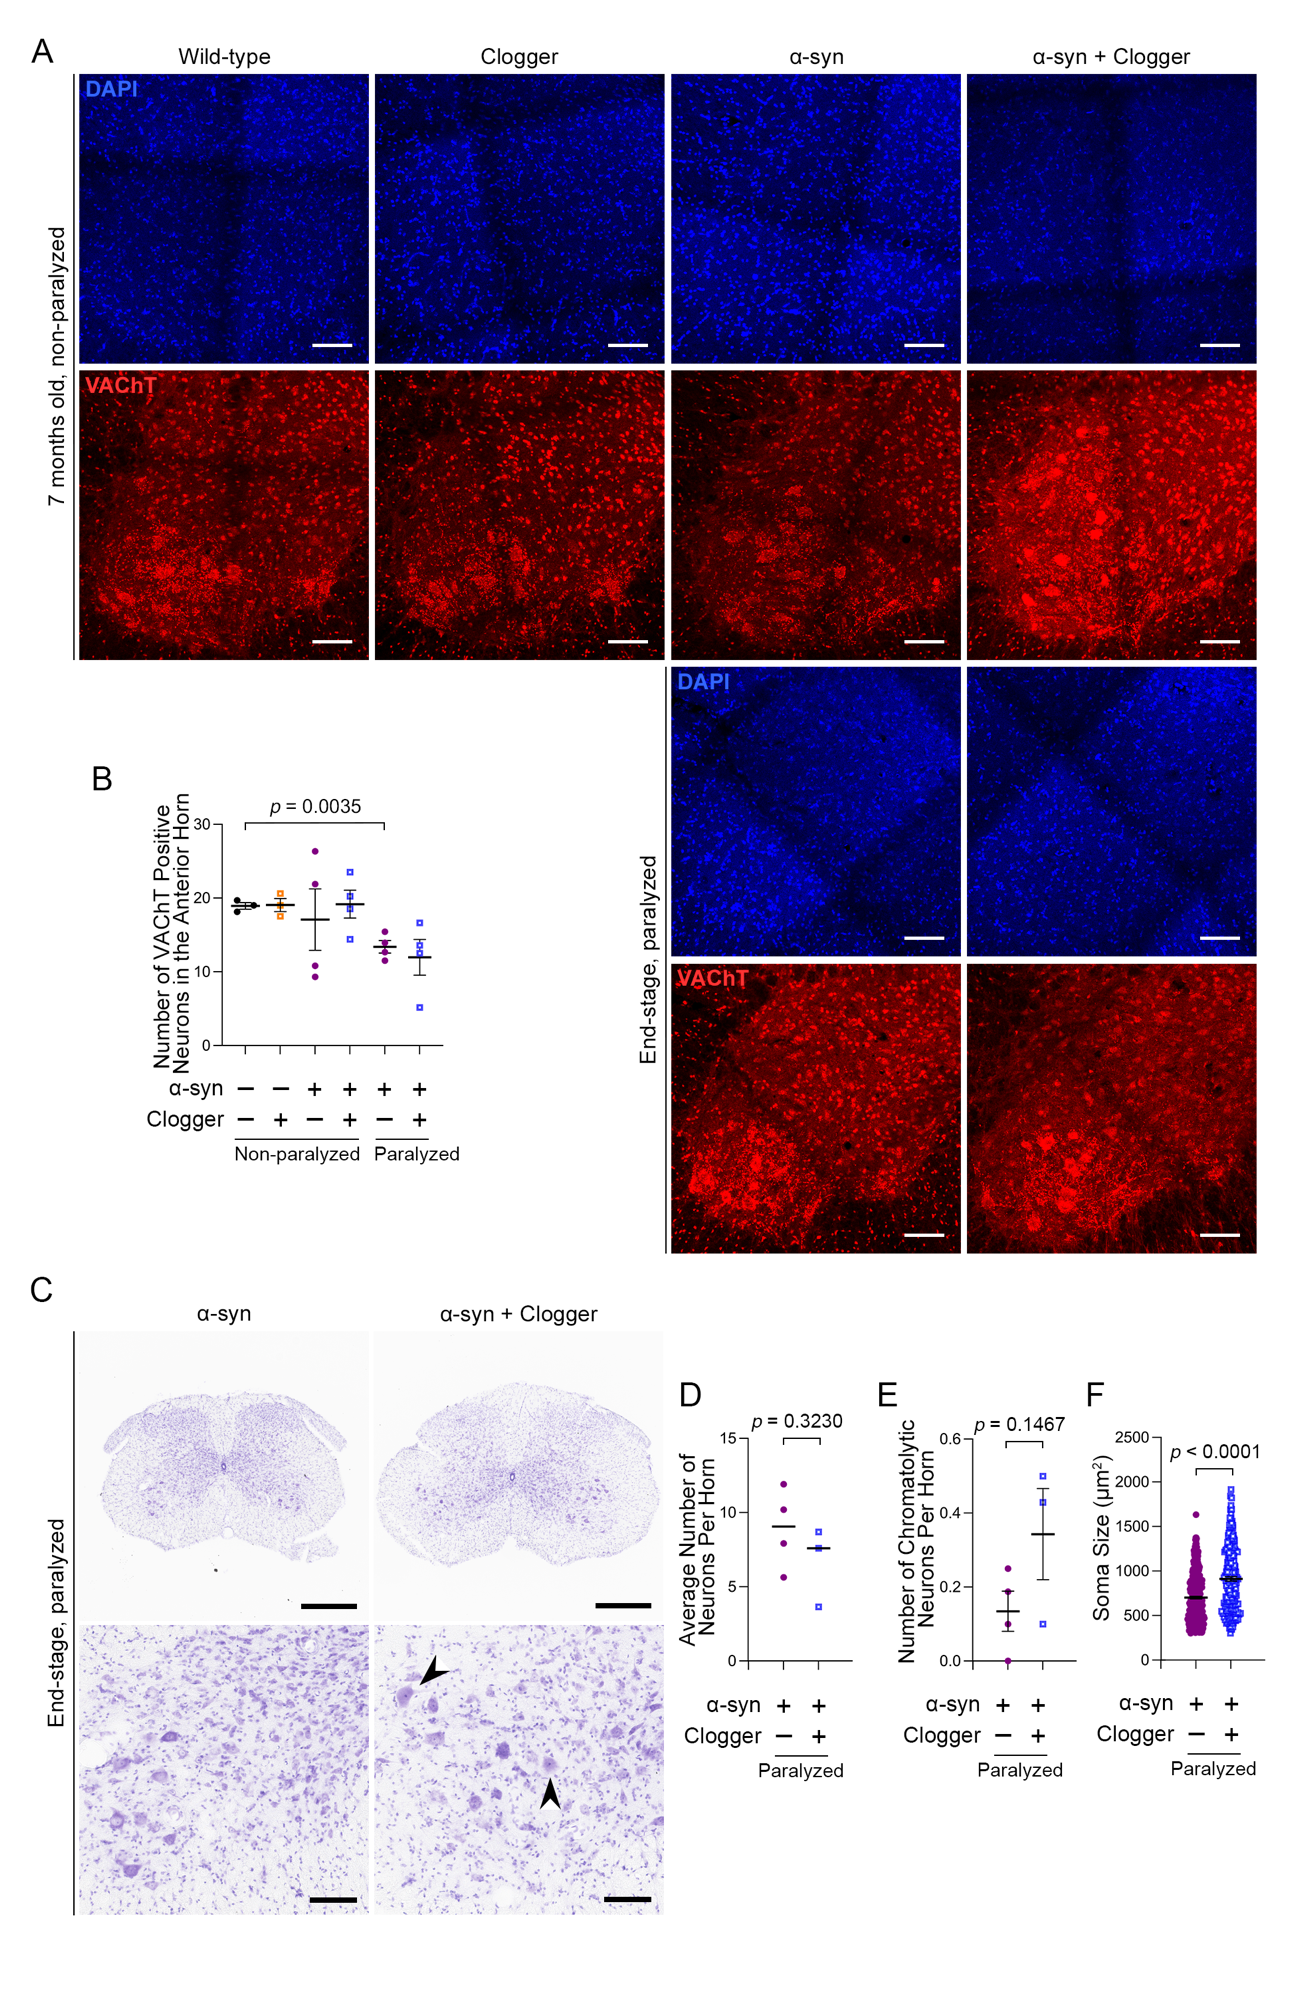 A
Wild-type
Clogger
α-syn
α-syn + Clogger
7 months old, non-paralyzed
DAPI
VAChT
End-stage, paralyzed
DAPI
VAChT
B
Number of VAChT Positive
Neurons in the Anterior Horn
p = 0.0035
30
20
10
0
α-syn − − + + + +
Clogger − + − + − +
Non-paralyzed
Paralyzed
C
α-syn
α-syn + Clogger
End-stage, paralyzed
D
Average Number of
Neurons Per Horn
p = 0.3230
15
10
5
0
α-syn + +
Clogger − +
Paralyzed
E
Number of Chromatolytic
Neurons Per Horn
p = 0.1467
0.6
0.4
0.2
0.0
α-syn + +
Clogger − +
Paralyzed
F
Soma Size (μm²)
p < 0.0001
2500
2000
1500
1000
500
0
α-syn + +
Clogger − +
Paralyzed